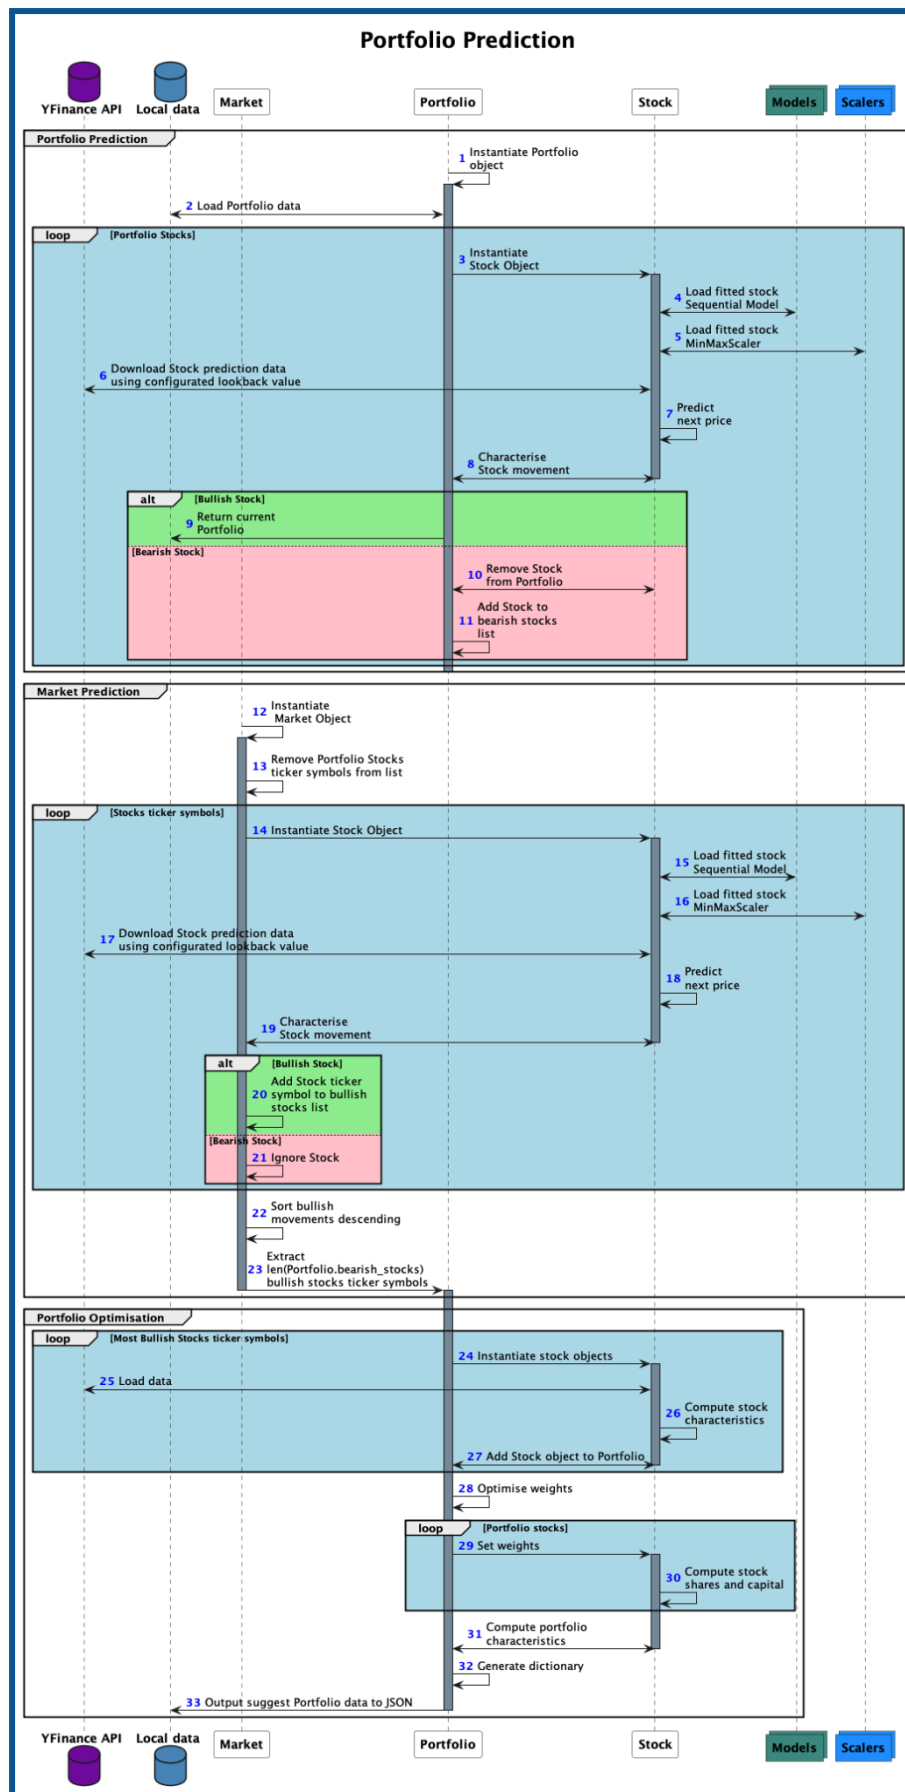 Portfolio Prediction
YFinance API
Local data
Market
Portfolio
Stock
Models
Scalers
Portfolio Prediction
1 Instantiate Portfolio
object
2 Load Portfolio data
loop [Portfolio Stocks]
3 Instantiate
Stock Object
4 Load fitted stock
Sequential Model
5 Load fitted stock
MinMaxScaler
6 Download Stock prediction data
using configurated lookback value
7 Predict
next price
8 Characterise
Stock movement
alt [Bullish Stock]
9 Return current
Portfolio
[Bearish Stock]
10 Remove Stock
from Portfolio
11 Add Stock to
bearish stocks
list
Market Prediction
12 Instantiate
Market Object
13 Remove Portfolio Stocks
ticker symbols from list
loop [Stocks ticker symbols]
14 Instantiate Stock Object
15 Load fitted stock
Sequential Model
16 Load fitted stock
MinMaxScaler
17 Download Stock prediction data
using configurated lookback value
18 Predict
next price
19 Characterise
Stock movement
alt [Bullish Stock]
20 Add Stock ticker
symbol to bullish
stocks list
[Bearish Stock]
21 Ignore Stock
22 Sort bullish
movements descending
23 Extract
len(Portfolio.bearish_stocks)
bullish stocks ticker symbols
Portfolio Optimisation
loop [Most Bullish Stocks ticker symbols]
24 Instantiate stock objects
25 Load data
26 Compute stock
characteristics
27 Add Stock object to Portfolio
28 Optimise weights
loop [Portfolio stocks]
29 Set weights
30 Compute stock
shares and capital
31 Compute portfolio
characteristics
32 Generate dictionary
33 Output suggest Portfolio data to JSON
YFinance API
Local data
Market
Portfolio
Stock
Models
Scalers